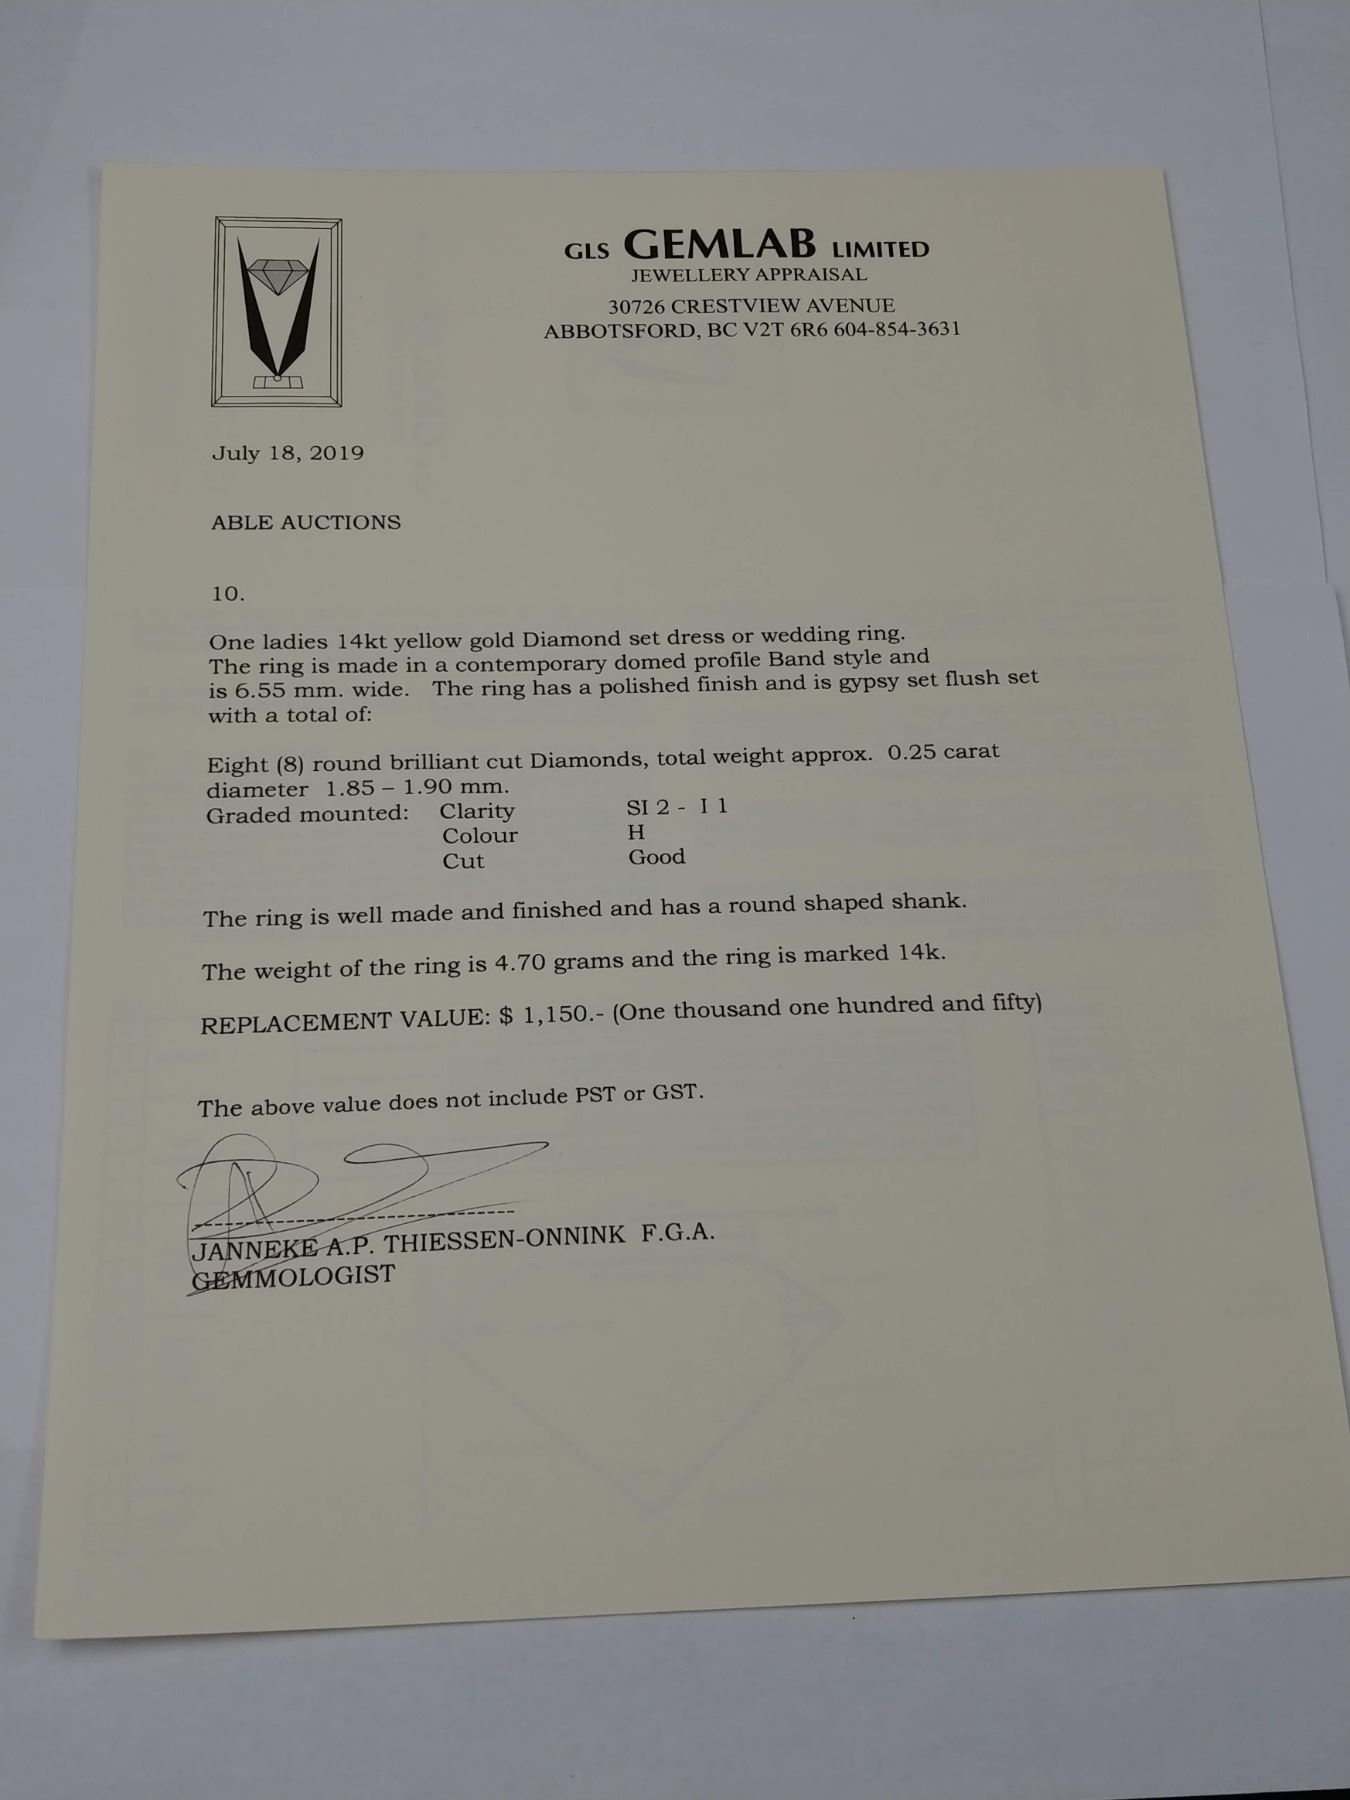 GLS GEMLAB LIMITED
JEWELLERY APPRAISAL
30726 CRESTVIEW AVENUE
ABBOTSFORD, BC V2T 6R6 604-854-3631
July 18, 2019
ABLE AUCTIONS
10.
One ladies 14kt yellow gold Diamond set dress or wedding ring.
The ring is made in a contemporary domed profile Band style and
is 6.55 mm. wide. The ring has a polished finish and is gypsy set flush set
with a total of:
Eight (8) round brilliant cut Diamonds, total weight approx. 0.25 carat
diameter 1.85 – 1.90 mm.
Graded mounted: Clarity SI 2 - I 1
Colour H
Cut Good
The ring is well made and finished and has a round shaped shank.
The weight of the ring is 4.70 grams and the ring is marked 14k.
REPLACEMENT VALUE: $ 1,150.- (One thousand one hundred and fifty)
The above value does not include PST or GST.
JANNEKE A.P. THIESSEN-ONNINK F.G.A.
GEMMOLOGIST